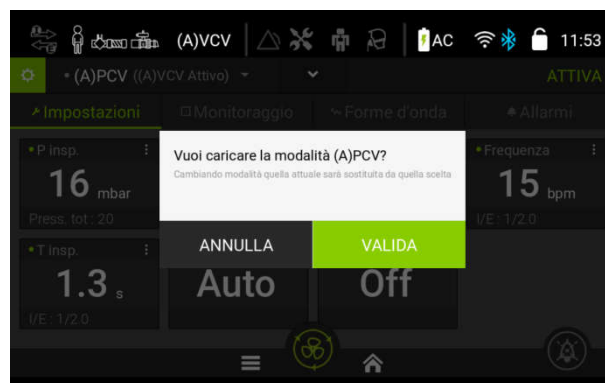 (A)VCV AC 11:53
• (A)PCV ((A)VCV Attivo) ATTIVA
Impostazioni Monitoraggio Forme d'onda Allarmi
P insp. Frequenza
16 mbar 15 bpm
Press. tot : 20 I/E : 1/2.0
Vuoi caricare la modalità (A)PCV?
Cambiando modalità quella attuale sarà sostituita da quella scelta
ANNULLA VALIDA
T insp.
1.3 s Auto Off
I/E : 1/2.0